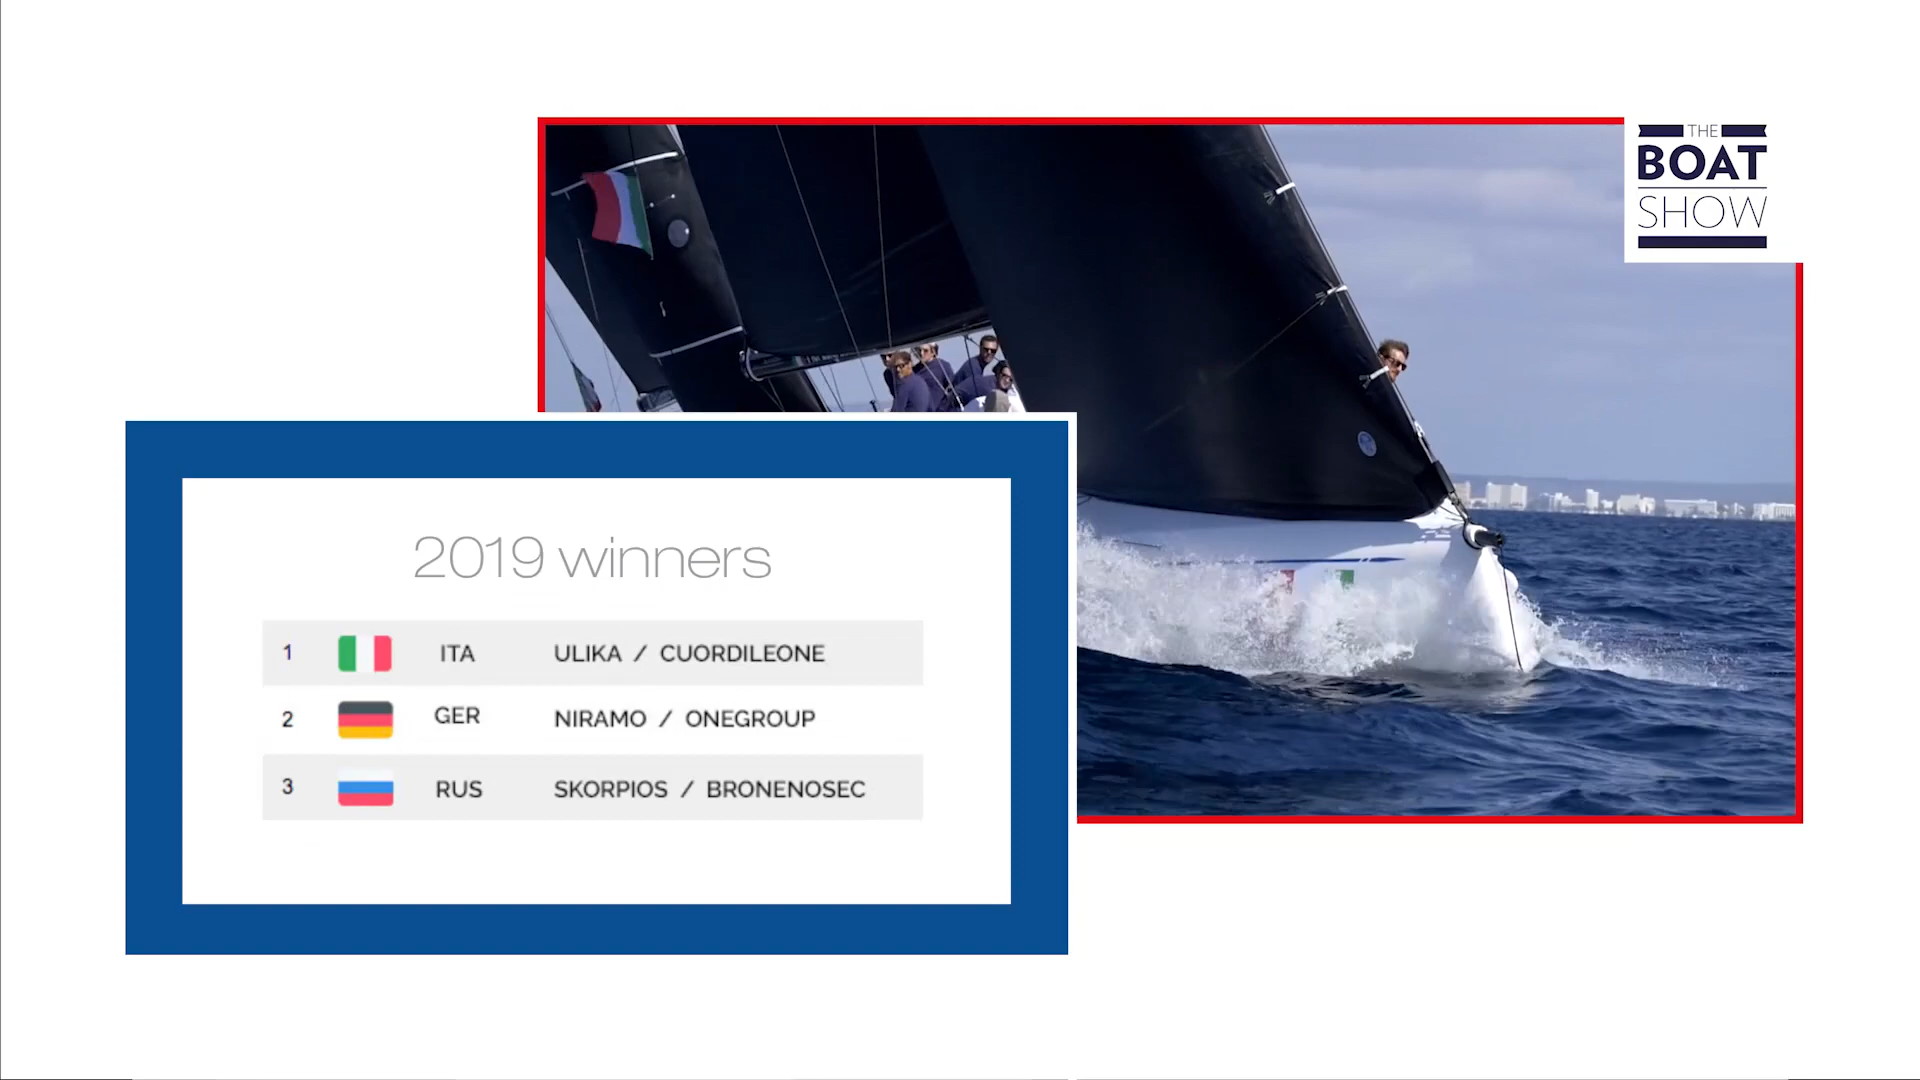 THE
BOAT
SHOW
2019 winners
1 ITA ULIKA / CUORDILEONE
2 GER NIRAMO / ONEGROUP
3 RUS SKORPIOS / BRONENOSEC